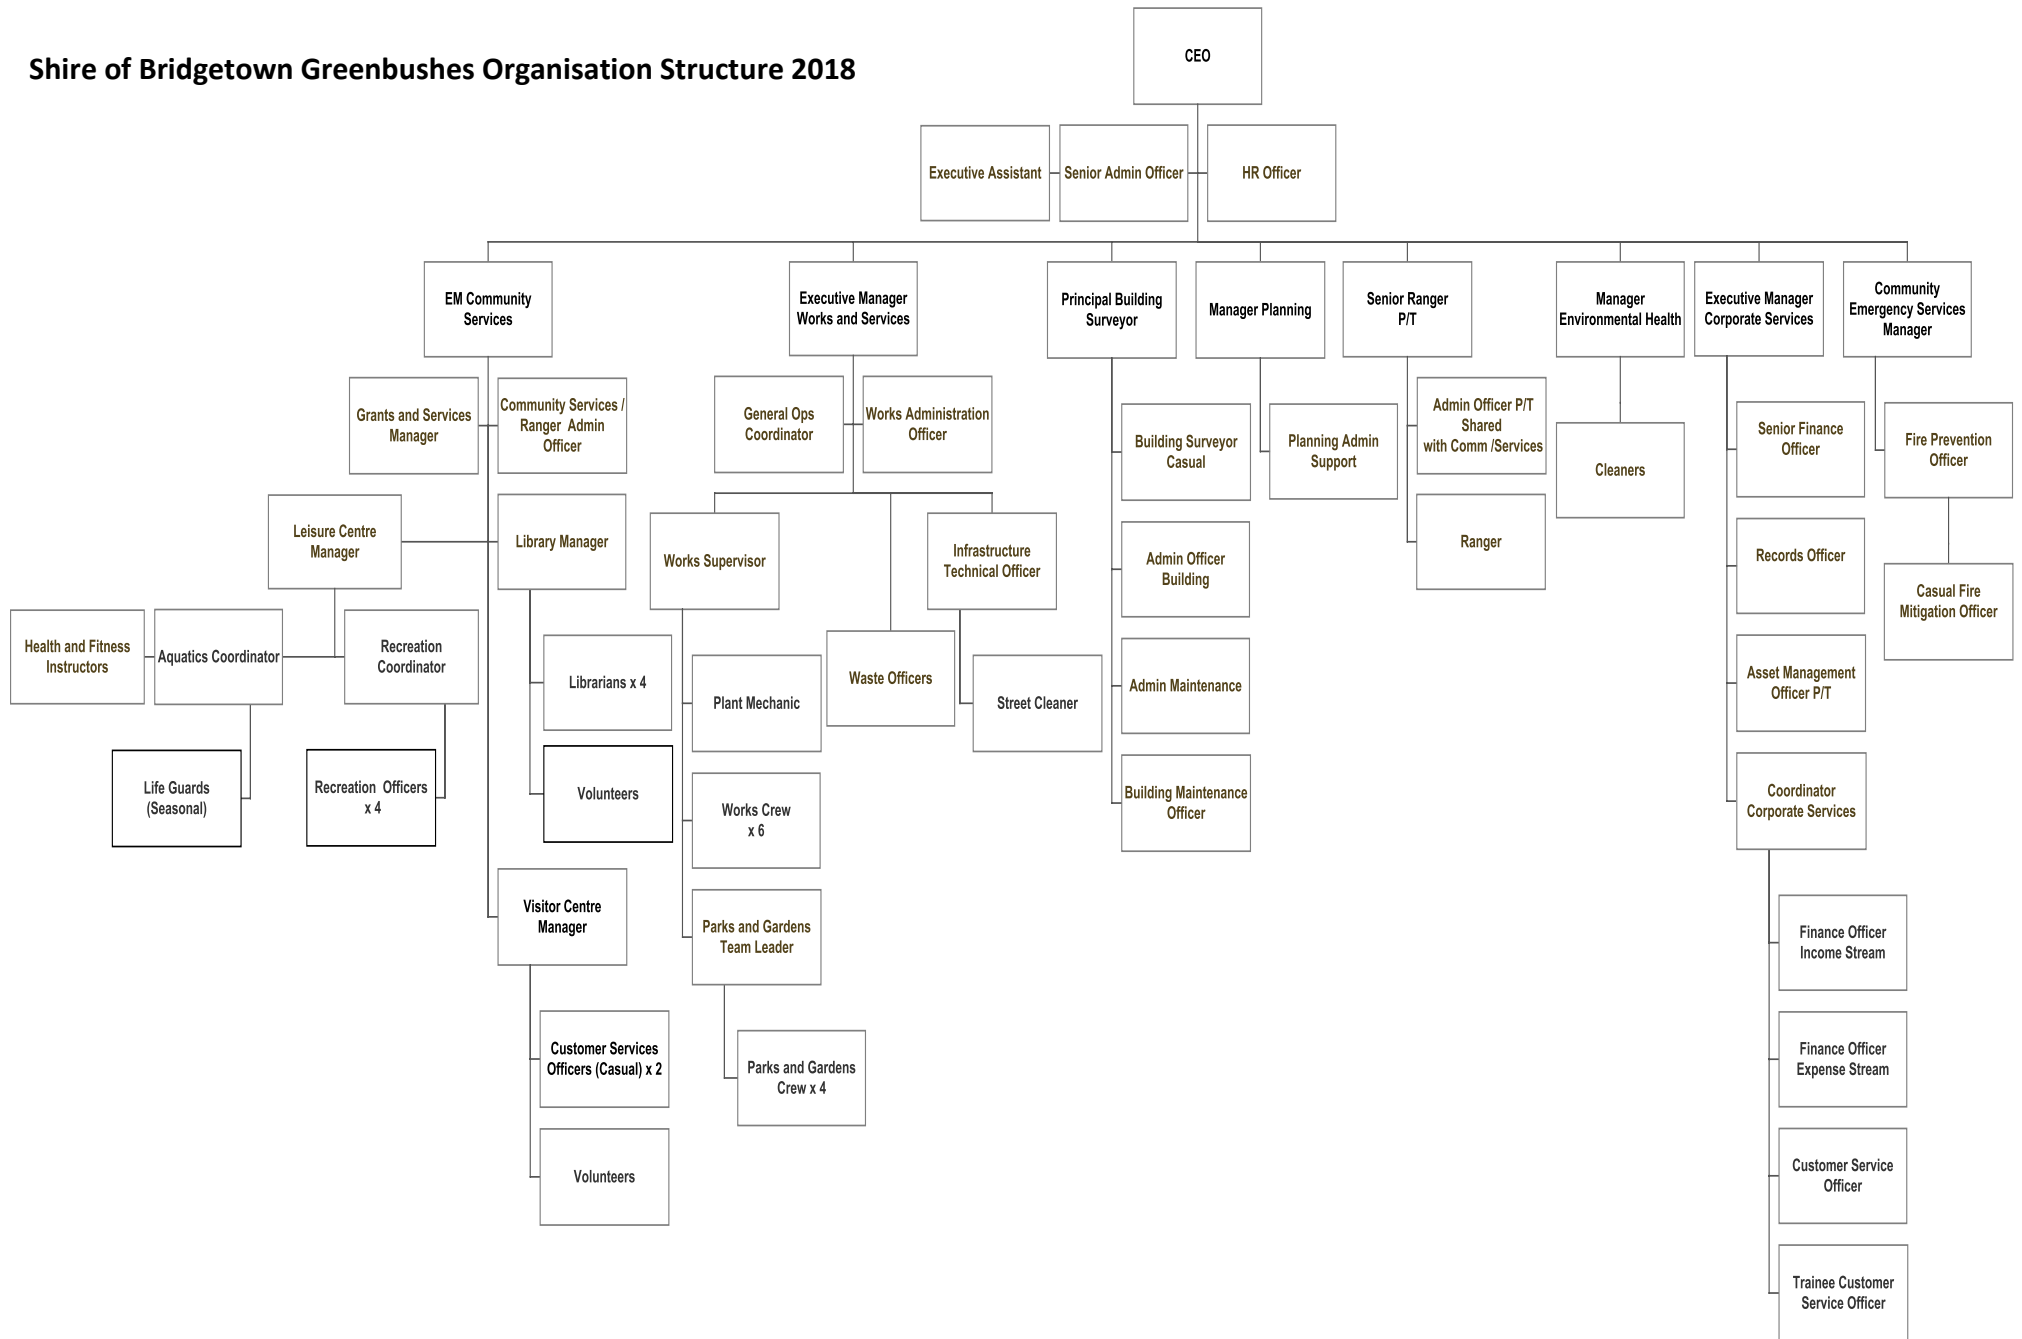 Shire of Bridgetown Greenbushes Organisation Structure 2018
CEO
Executive Assistant
Senior Admin Officer
HR Officer
EM Community
Services
Executive Manager
Works and Services
Principal Building
Surveyor
Manager Planning
Senior Ranger
P/T
Manager
Environmental Health
Executive Manager
Corporate Services
Community
Emergency Services
Manager
Grants and Services
Manager
Community Services /
Ranger  Admin
Officer
General Ops
Coordinator
Works Administration
Officer
Building Surveyor
Casual
Planning Admin
Support
Admin Officer P/T
Shared
with Comm /Services
Cleaners
Senior Finance
Officer
Fire Prevention
Officer
Leisure Centre
Manager
Library Manager
Works Supervisor
Infrastructure
Technical Officer
Admin Officer
Building
Ranger
Records Officer
Casual Fire
Mitigation Officer
Health and Fitness
Instructors
Aquatics Coordinator
Recreation
Coordinator
Librarians x 4
Plant Mechanic
Waste Officers
Street Cleaner
Admin Maintenance
Asset Management
Officer P/T
Life Guards
(Seasonal)
Recreation  Officers
x 4
Volunteers
Works Crew
x 6
Building Maintenance
Officer
Coordinator
Corporate Services
Visitor Centre
Manager
Parks and Gardens
Team Leader
Finance Officer
Income Stream
Customer Services
Officers (Casual) x 2
Parks and Gardens
Crew x 4
Finance Officer
Expense Stream
Volunteers
Customer Service
Officer
Trainee Customer
Service Officer